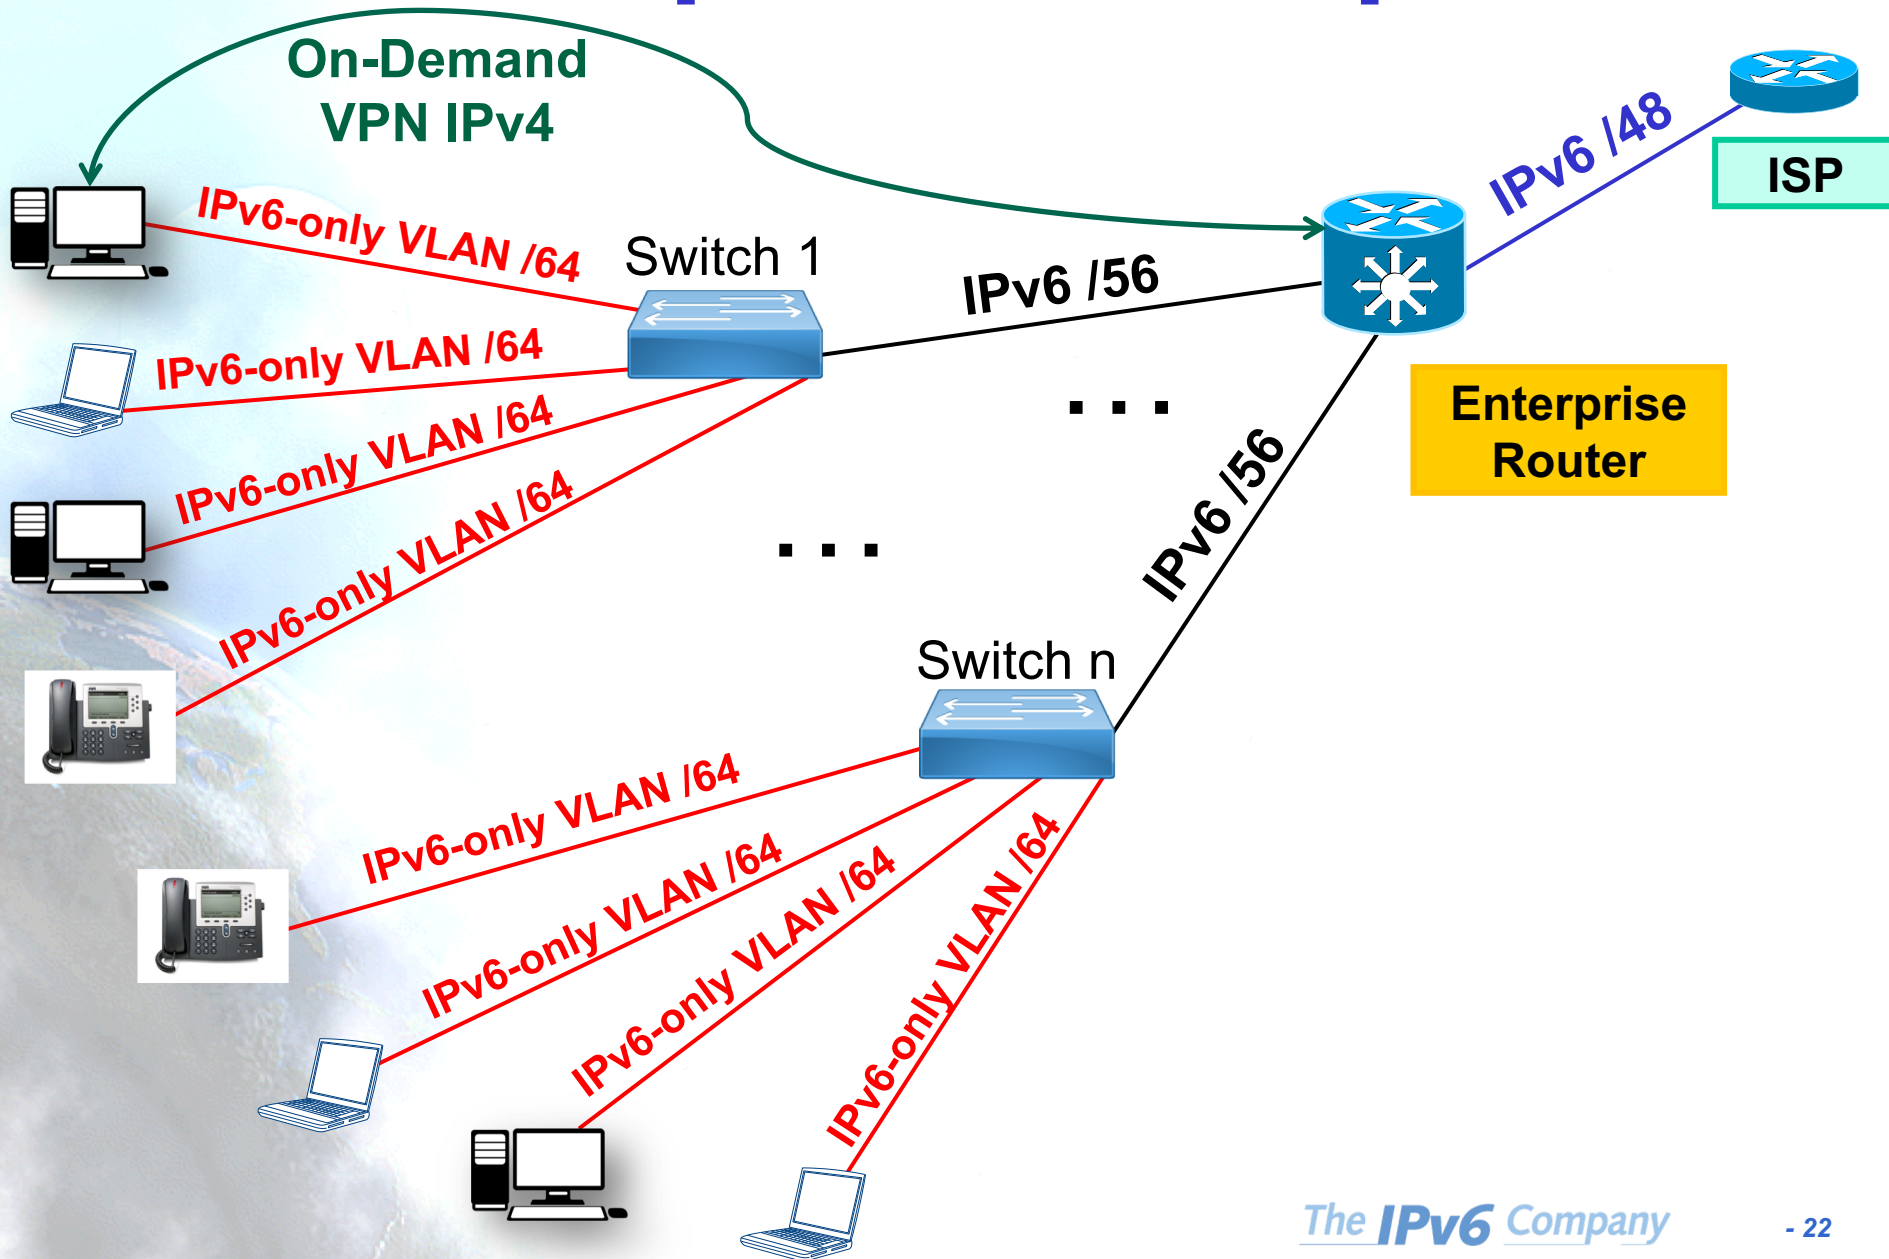 On-Demand
VPN IPv4
IPv6 /48
ISP
IPv6-only VLAN /64
Switch 1
IPv6 /56
IPv6-only VLAN /64
IPv6-only VLAN /64
. . .
Enterprise
Router
IPv6-only VLAN /64
. . .
IPv6 /56
Switch n
IPv6-only VLAN /64
IPv6-only VLAN /64
IPv6-only VLAN /64
IPv6-only VLAN /64
The IPv6 Company
- 22